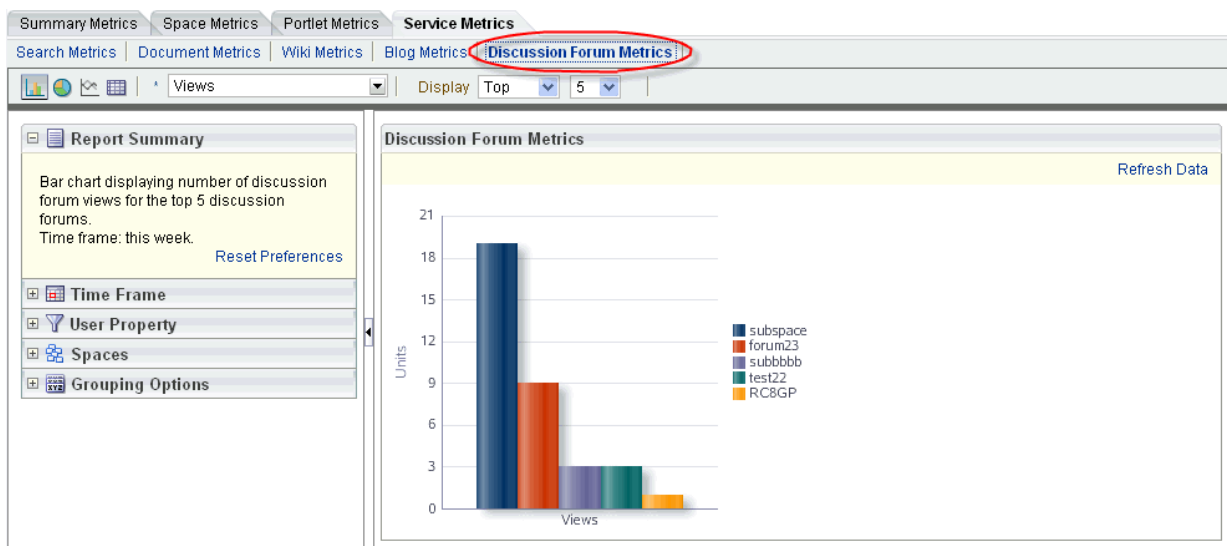 Summary Metrics Space Metrics Portlet Metrics Service Metrics
Search Metrics Document Metrics Wiki Metrics Blog Metrics Discussion Forum Metrics
* Views Display Top 5
Report Summary
Bar chart displaying number of discussion
forum views for the top 5 discussion
forums.
Time frame: this week.
Reset Preferences
Time Frame
User Property
Spaces
XYZ Grouping Options
Discussion Forum Metrics
Refresh Data
21
18
15
12
9
6
3
0
Units
Views
subspace
forum23
subbbbb
test22
RC8GP